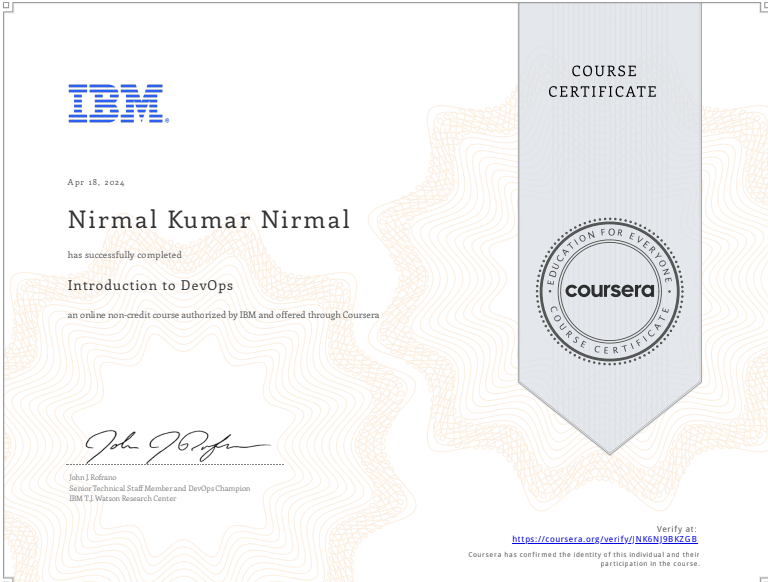 COURSE
CERTIFICATE
IBM®
Apr 18, 2024
Nirmal Kumar Nirmal
has successfully completed
Introduction to DevOps
an online non-credit course authorized by IBM and offered through Coursera
EDUCATION FOR EVERYONE
coursera
COURSE CERTIFICATE
John J Rofrano
John J. Rofrano
Senior Technical Staff Member and DevOps Champion
IBM T.J. Watson Research Center
Verify at:
https://coursera.org/verify/JNK6NJ9BKZGB
Coursera has confirmed the identity of this individual and their
participation in the course.